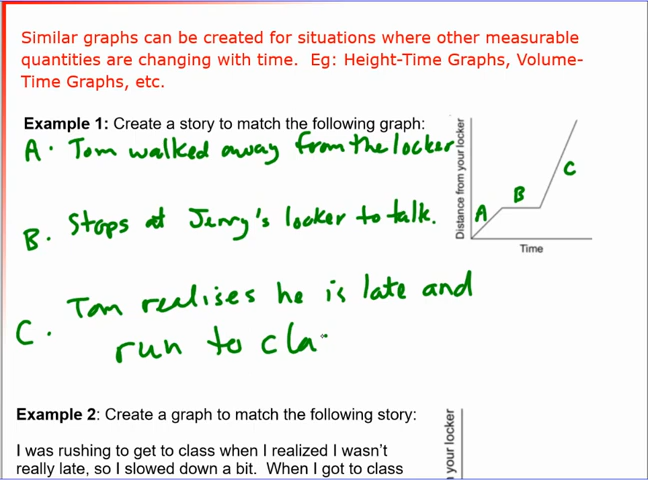 Similar graphs can be created for situations where other measurable
quantities are changing with time. Eg: Height-Time Graphs, Volume-
Time Graphs, etc.
Example 1: Create a story to match the following graph:
A. Tom walked away from the locker
B. Stops at Jerry's locker to talk.
C. Tom realises he is late and
run to cla
Distance from your locker
A
B
C
Time
Example 2: Create a graph to match the following story:
I was rushing to get to class when I realized I wasn't
really late, so I slowed down a bit. When I got to class
your locker